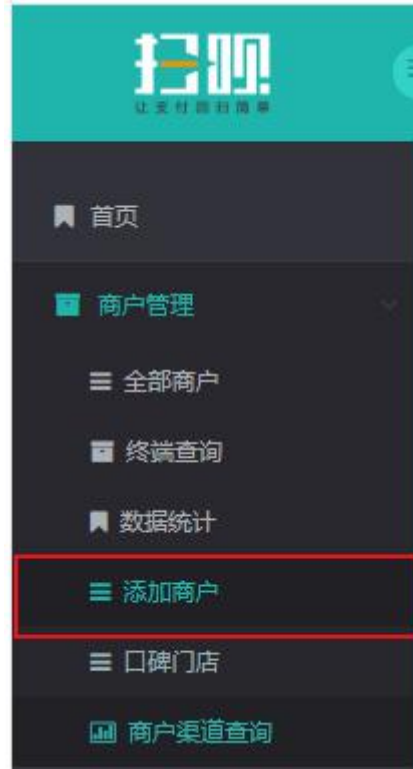 扫呗
让支付回归简单
首页
商户管理
全部商户
终端查询
数据统计
添加商户
口碑门店
商户渠道查询